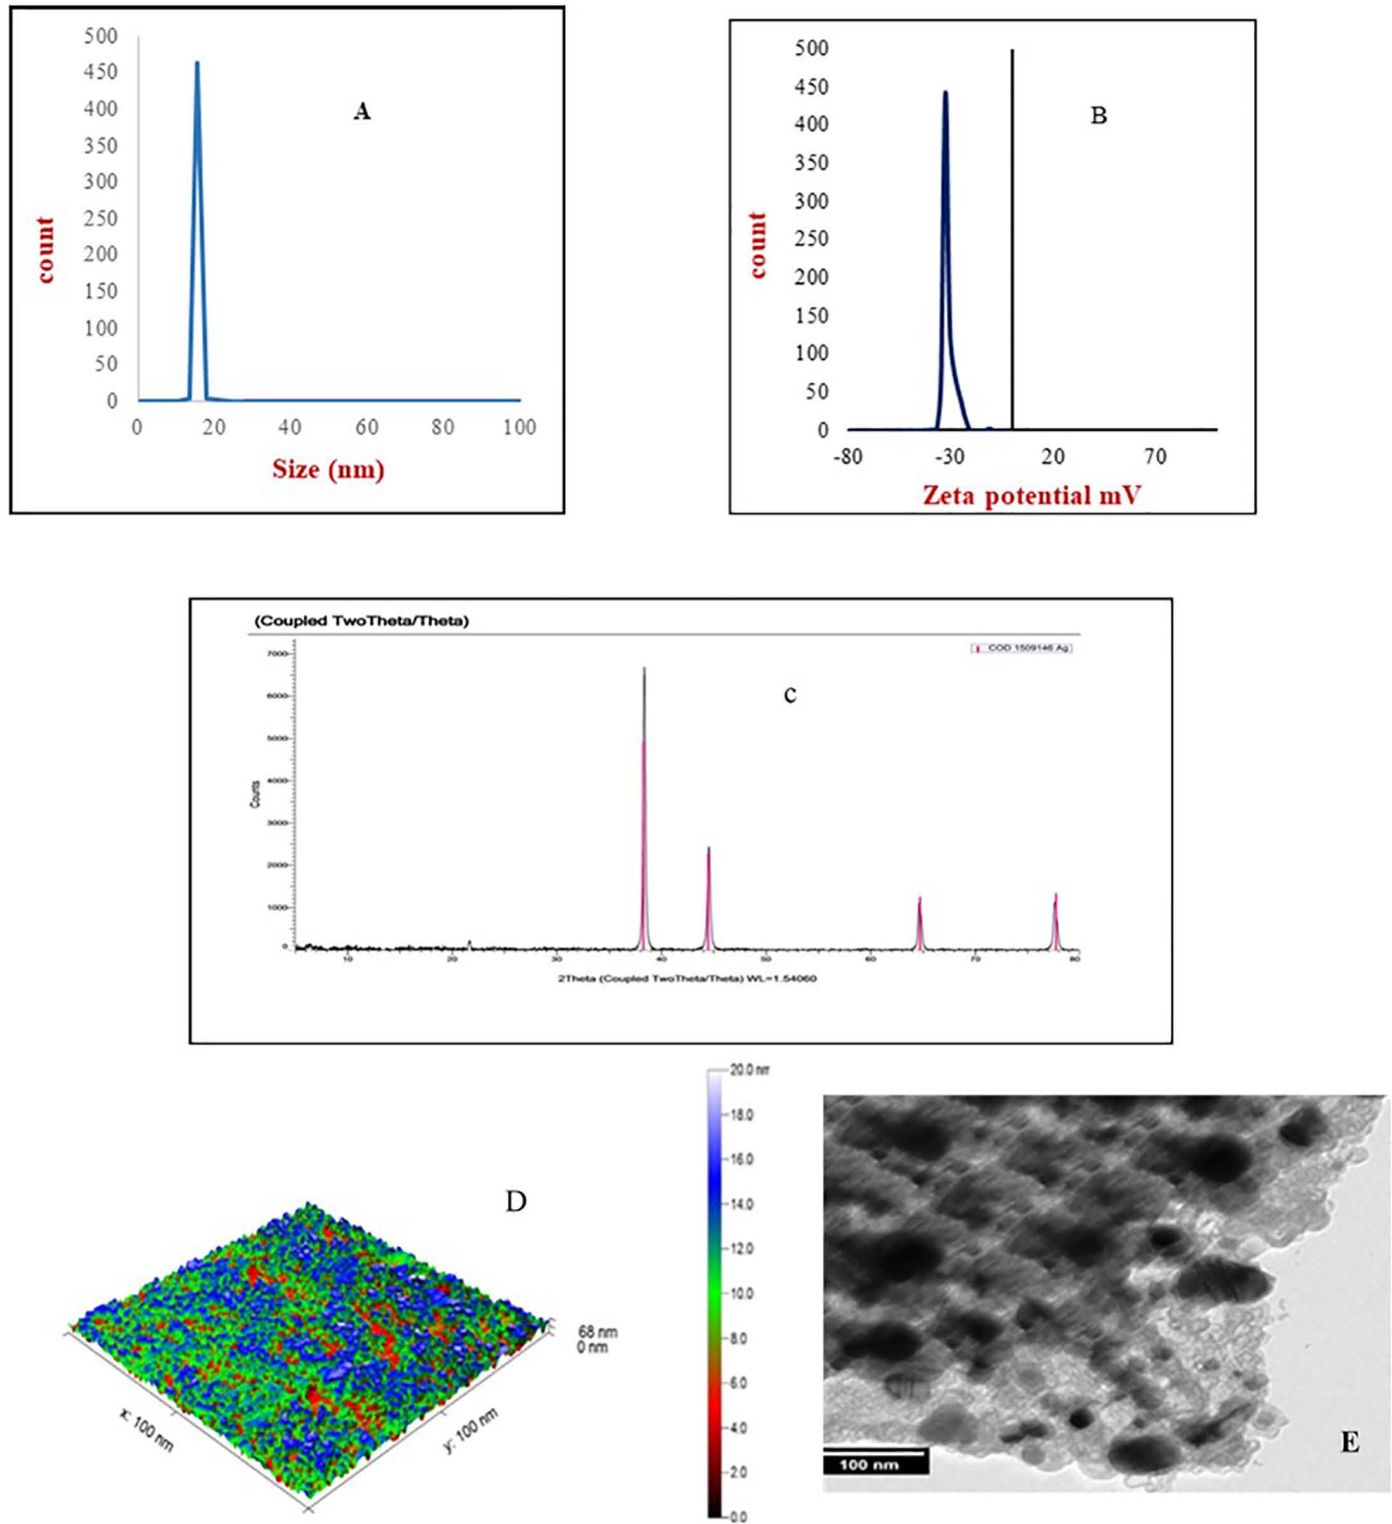 500
450
400
350
300
250
200
150
100
50
0
count
A
0 20 40 60 80 100
Size (nm)
500
450
400
350
300
250
200
150
100
50
0
count
B
-80 -30 20 70
Zeta potential mV
(Coupled TwoTheta/Theta)
COD 1509146 Ag
c
7000
6000
5000
4000
3000
2000
1000
0
Counts
10 20 30 40 50 60 70 80
2Theta (Coupled TwoTheta/Theta) WL=1.54060
D
68 nm
0 nm
x: 100 nm
y: 100 nm
20.0 nm
18.0
16.0
14.0
12.0
10.0
8.0
6.0
4.0
2.0
0.0
E
100 nm